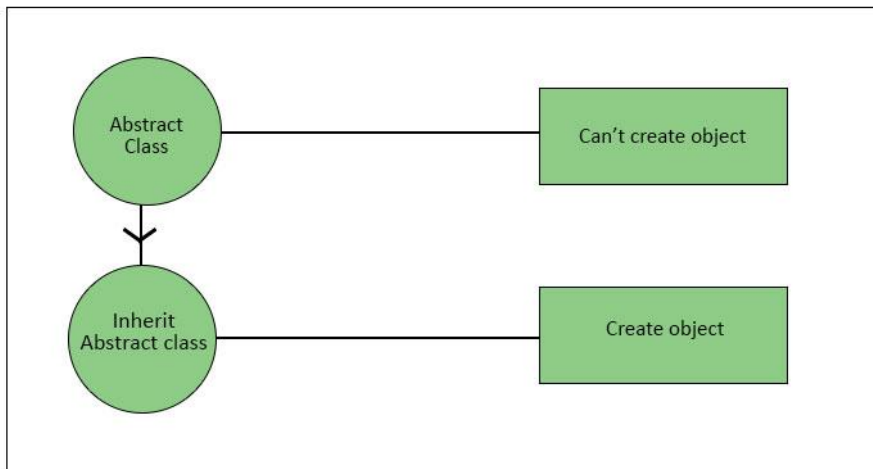 Abstract
Class
Can't create object
Inherit
Abstract class
Create object